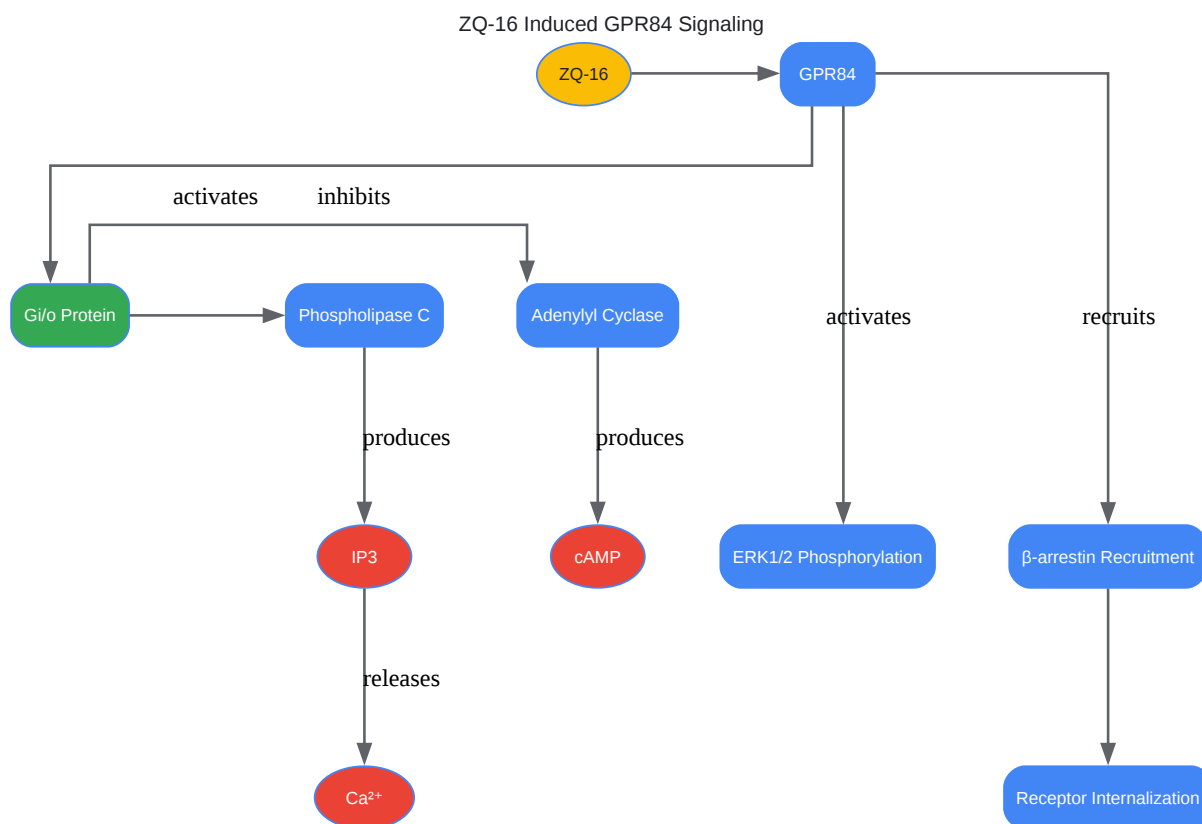 ZQ-16 Induced GPR84 Signaling
ZQ-16
GPR84
activates
inhibits
Gi/o Protein
Phospholipase C
Adenylyl Cyclase
activates
recruits
produces
produces
IP3
cAMP
ERK1/2 Phosphorylation
β-arrestin Recruitment
releases
Ca²⁺
Receptor Internalization